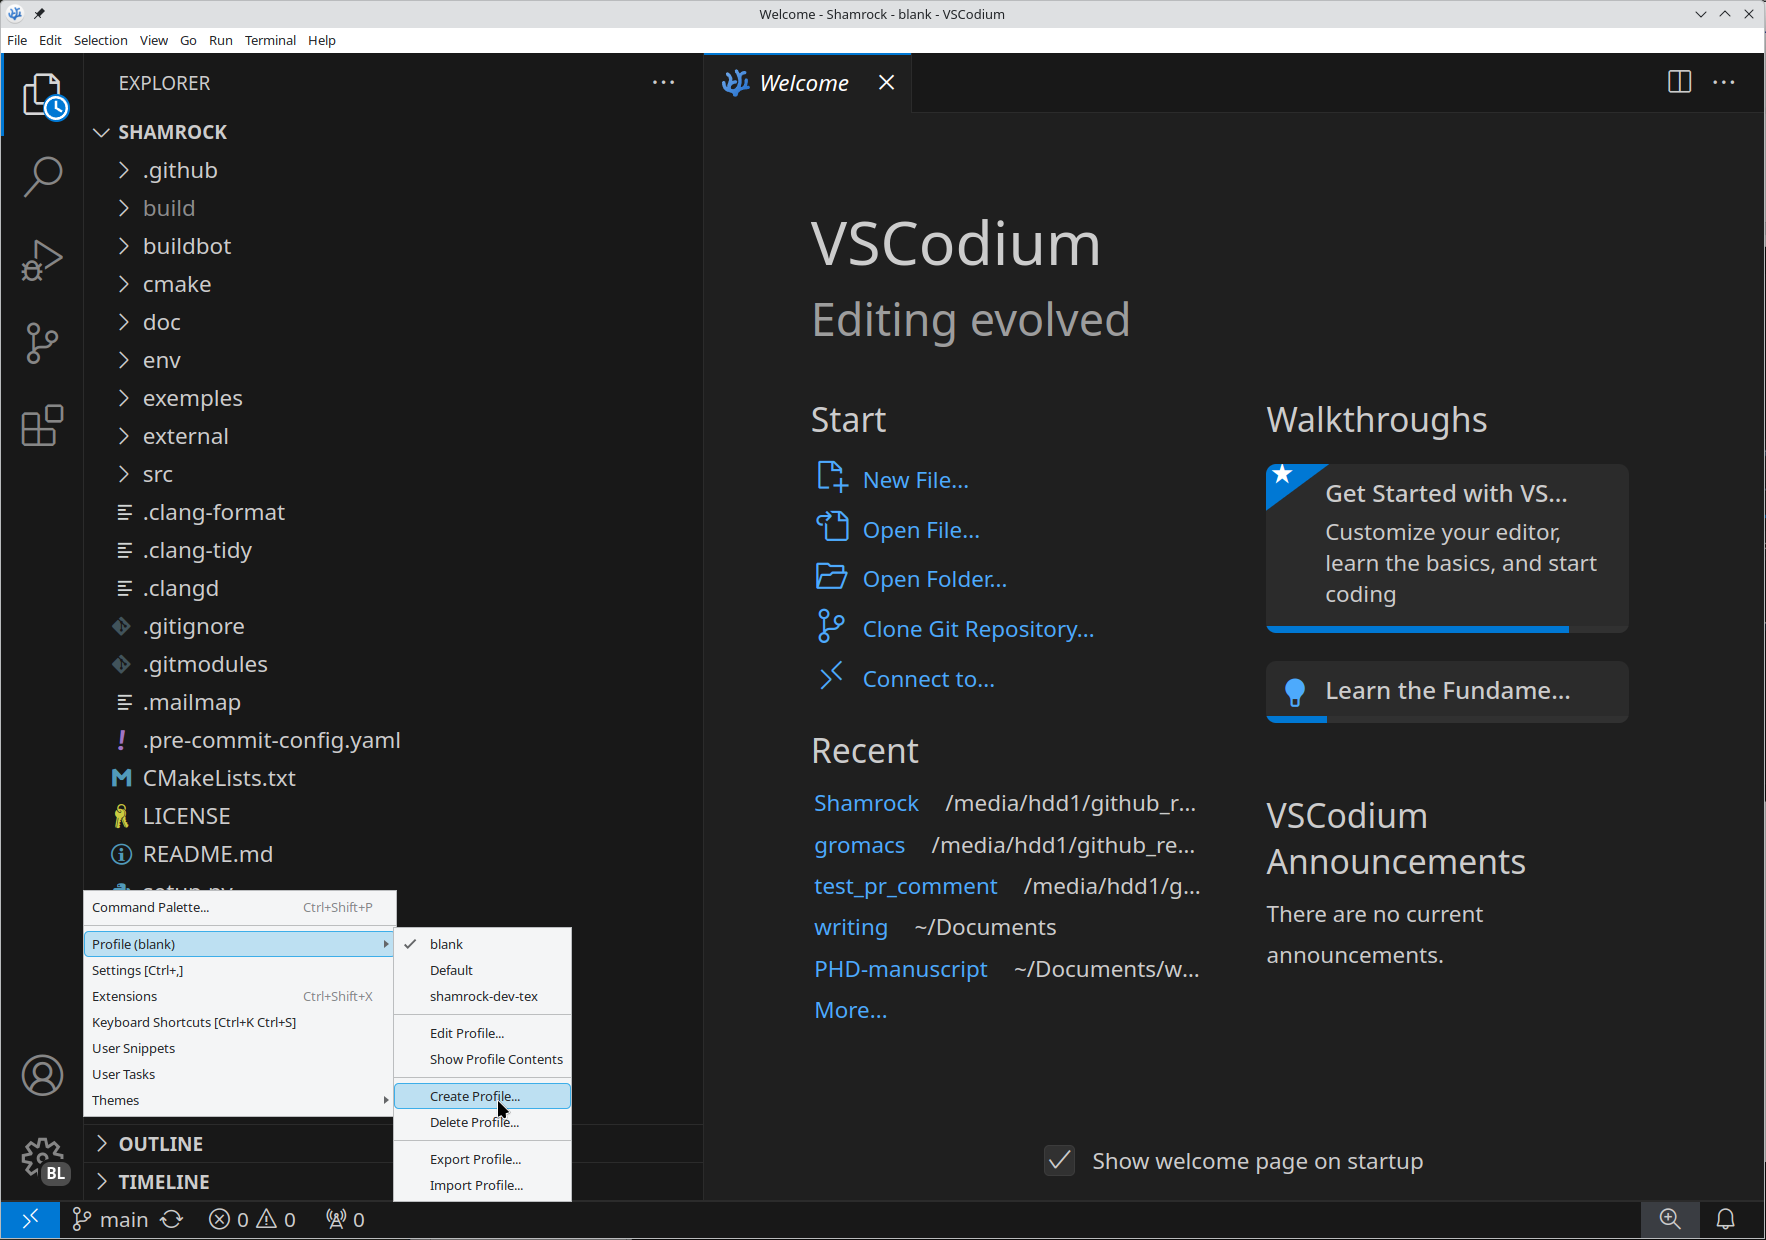 Welcome - Shamrock - blank - VSCodium
File Edit Selection View Go Run Terminal Help
EXPLORER
SHAMROCK
.github
build
buildbot
cmake
doc
env
exemples
external
src
.clang-format
.clang-tidy
.clangd
.gitignore
.gitmodules
.mailmap
.pre-commit-config.yaml
CMakeLists.txt
LICENSE
README.md
setup.py
Command Palette... Ctrl+Shift+P
Profile (blank)
Settings [Ctrl+,]
Extensions Ctrl+Shift+X
Keyboard Shortcuts [Ctrl+K Ctrl+S]
User Snippets
User Tasks
Themes
blank
Default
shamrock-dev-tex
Edit Profile...
Show Profile Contents
Create Profile...
Delete Profile...
Export Profile...
Import Profile...
OUTLINE
TIMELINE
BL
Welcome
VSCodium
Editing evolved
Start
New File...
Open File...
Open Folder...
Clone Git Repository...
Connect to...
Recent
Shamrock /media/hdd1/github_r...
gromacs /media/hdd1/github_re...
test_pr_comment /media/hdd1/g...
writing ~/Documents
PHD-manuscript ~/Documents/w...
More...
Walkthroughs
Get Started with VS...
Customize your editor,
learn the basics, and start
coding
Learn the Fundame...
VSCodium
Announcements
There are no current
announcements.
Show welcome page on startup
main 0 0 0